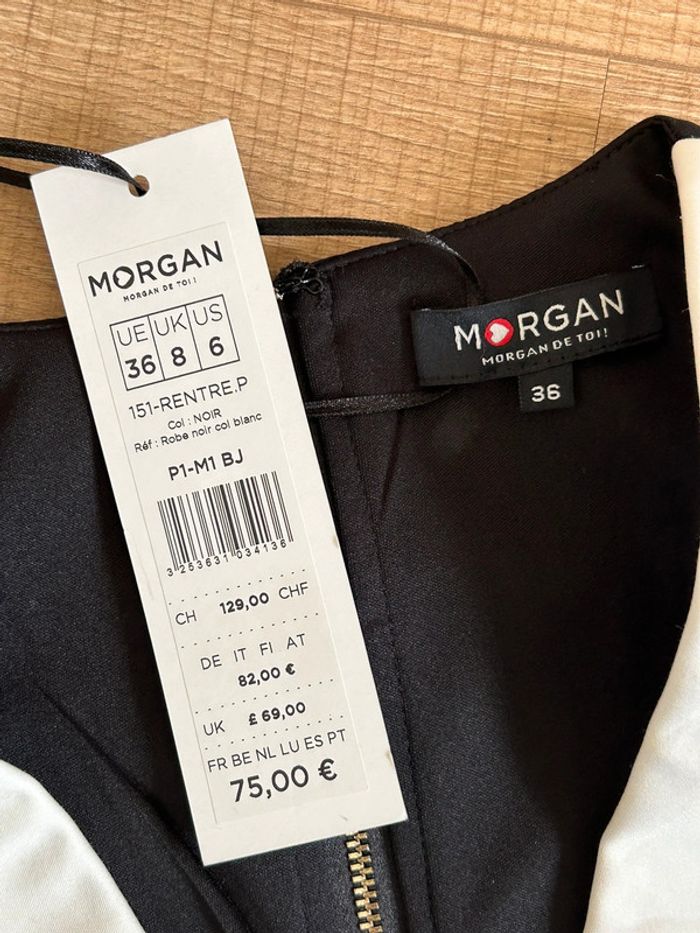 MORGAN
MORGAN DE TOI!
UE UK US
36 8 6
151-RENTRE.P
Col : NOIR
Réf : Robe noir col blanc
P1-M1 BJ
3 253631 034136
CH 129,00 CHF
DE IT FI AT
82,00 €
UK £ 69,00
FR BE NL LU ES PT
75,00 €
MORGAN
MORGAN DE TOI!
36